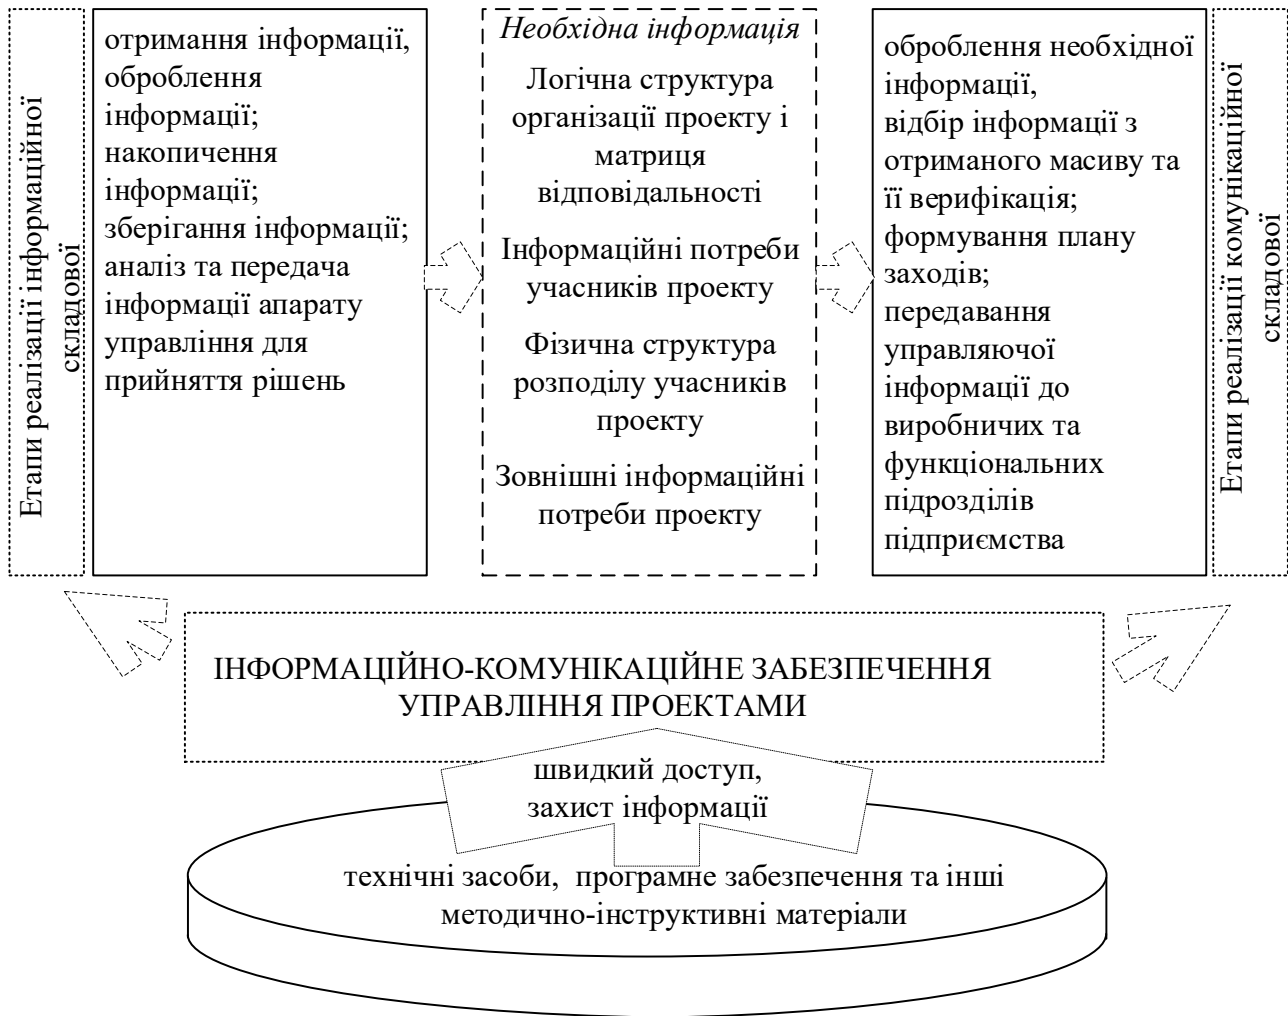 Етапи реалізації інформаційної
складової
отримання інформації,
оброблення
інформації;
накопичення
інформації;
зберігання інформації;
аналіз та передача
інформації апарату
управління для
прийняття рішень
Необхідна інформація
Логічна структура
організації проекту і
матриця
відповідальності
Інформаційні потреби
учасників проекту
Фізична структура
розподілу учасників
проекту
Зовнішні інформаційні
потреби проекту
оброблення необхідної
інформації,
відбір інформації з
отриманого масиву та
її верифікація;
формування плану
заходів;
передавання
управляючої
інформації до
виробничих та
функціональних
підрозділів
підприємства
Етапи реалізації комунікаційної
складової
ІНФОРМАЦІЙНО-КОМУНІКАЦІЙНЕ ЗАБЕЗПЕЧЕННЯ
УПРАВЛІННЯ ПРОЕКТАМИ
швидкий доступ,
захист інформації
технічні засоби, програмне забезпечення та інші
методично-інструктивні матеріали